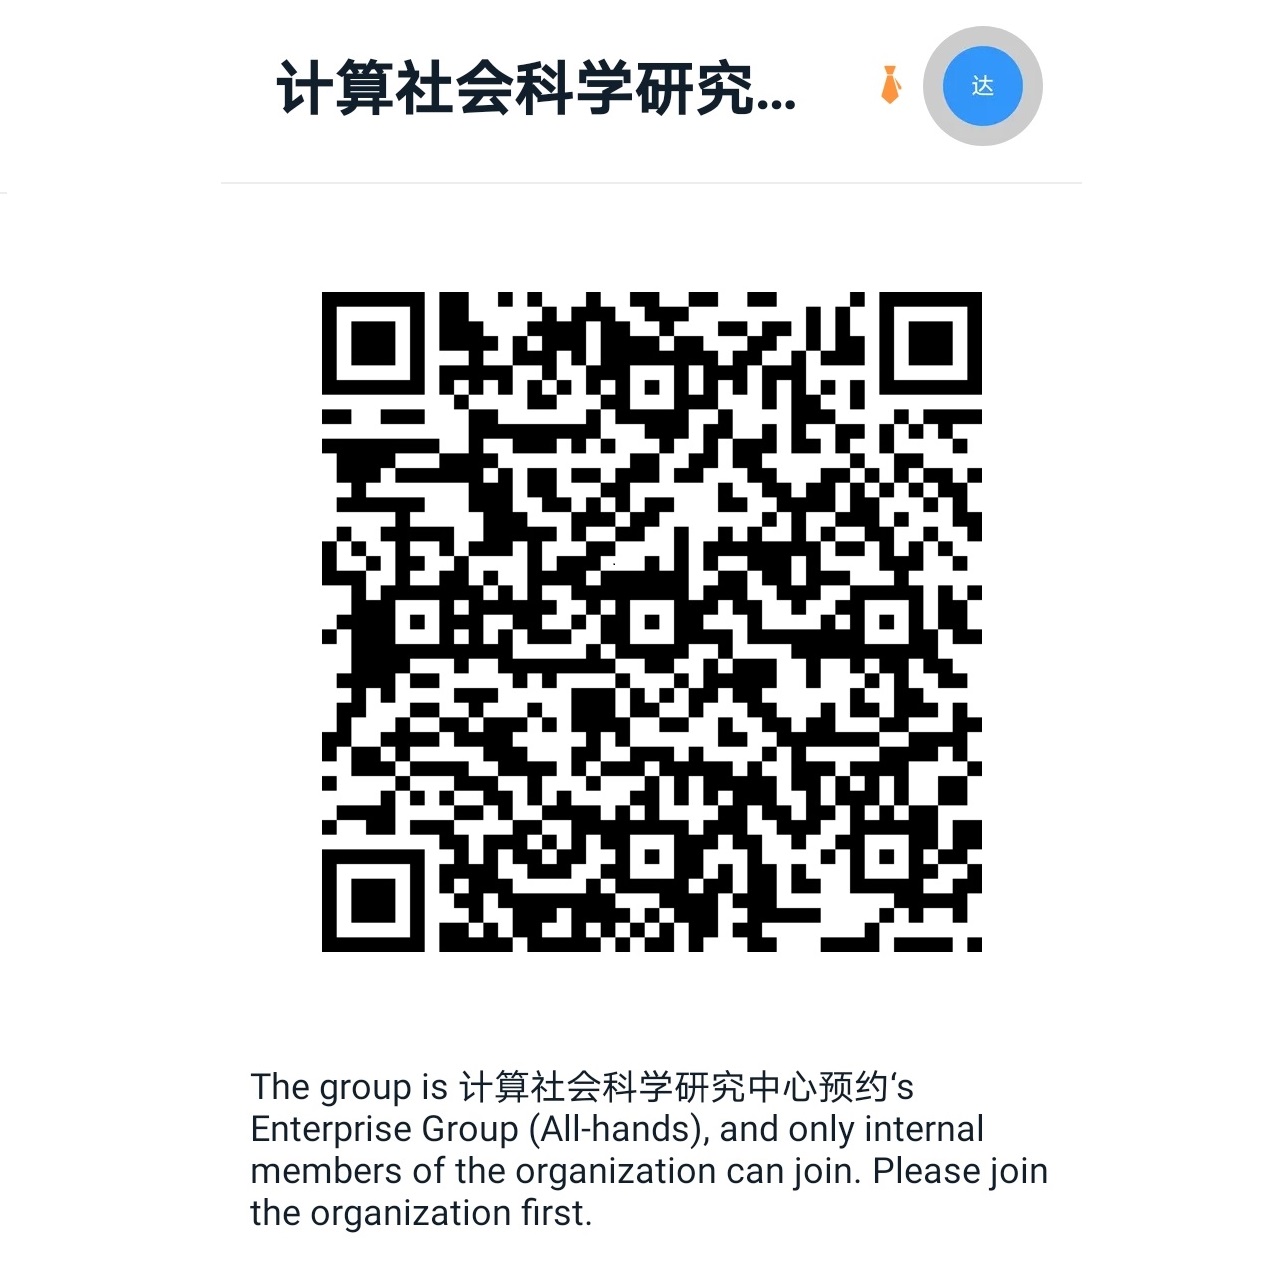 计算社会科学研究...
达
The group is 计算社会科学研究中心预约‘s
Enterprise Group (All-hands), and only internal
members of the organization can join. Please join
the organization first.